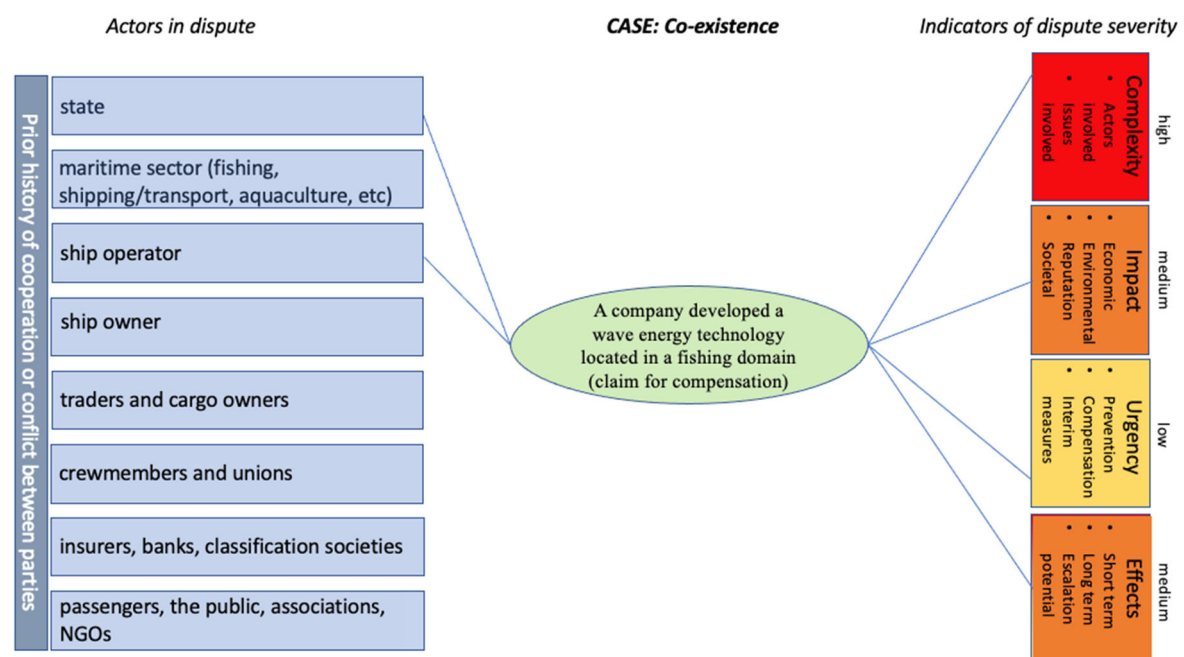 Actors in dispute
CASE: Co-existence
Indicators of dispute severity
Prior history of cooperation or conflict between parties
state
maritime sector (fishing,
shipping/transport, aquaculture, etc)
ship operator
ship owner
traders and cargo owners
crewmembers and unions
insurers, banks, classification societies
passengers, the public, associations,
NGOs
A company developed a
wave energy technology
located in a fishing domain
(claim for compensation)
high
Complexity
• Actors
involved
• Issues
involved
medium
Impact
• Economic
• Environmental
• Reputation
• Societal
low
Urgency
• Prevention
• Compensation
• Interim
measures
medium
Effects
• Short term
• Long term
• Escalation
potential